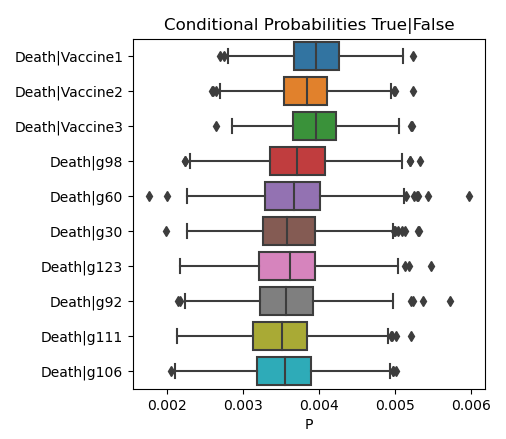 Conditional Probabilities True|False
Death|Vaccine1
Death|Vaccine2
Death|Vaccine3
Death|g98
Death|g60
Death|g30
Death|g123
Death|g92
Death|g111
Death|g106
0.002 0.003 0.004 0.005 0.006
P